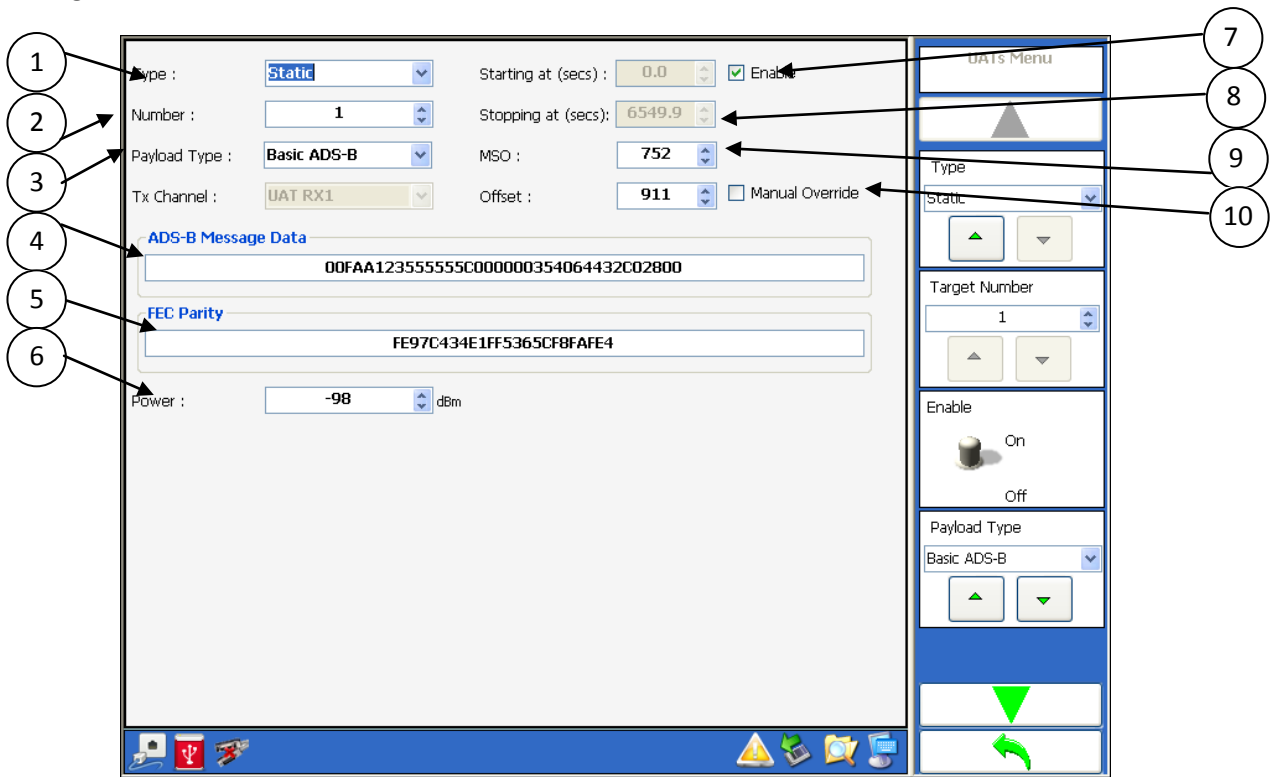 1
2
3
4
5
6
7
8
9
10
Type : Static Starting at (secs) : 0.0 Enable
Number : 1 Stopping at (secs): 6549.9
Payload Type : Basic ADS-B MSO : 752
Tx Channel : UAT RX1 Offset : 911 Manual Override
ADS-B Message Data
00FAA123555555C000000354064432C02800
FEC Parity
FE97C434E1FF5365CF8FAFE4
Power : -98 dBm
UATs Menu
Type
Static
Target Number
1
Enable
On
Off
Payload Type
Basic ADS-B